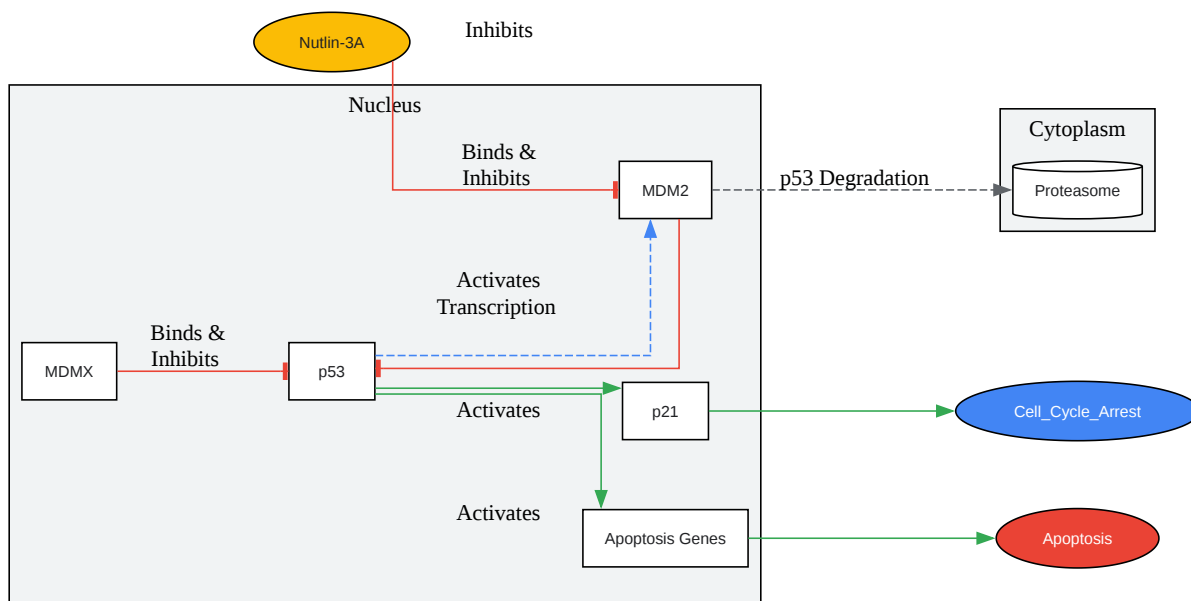 Nutlin-3A
Inhibits
Nucleus
Binds &
Inhibits
MDM2
p53 Degradation
Cytoplasm
Proteasome
Activates
Transcription
MDMX
Binds &
Inhibits
p53
Activates
p21
Cell_Cycle_Arrest
Activates
Apoptosis Genes
Apoptosis